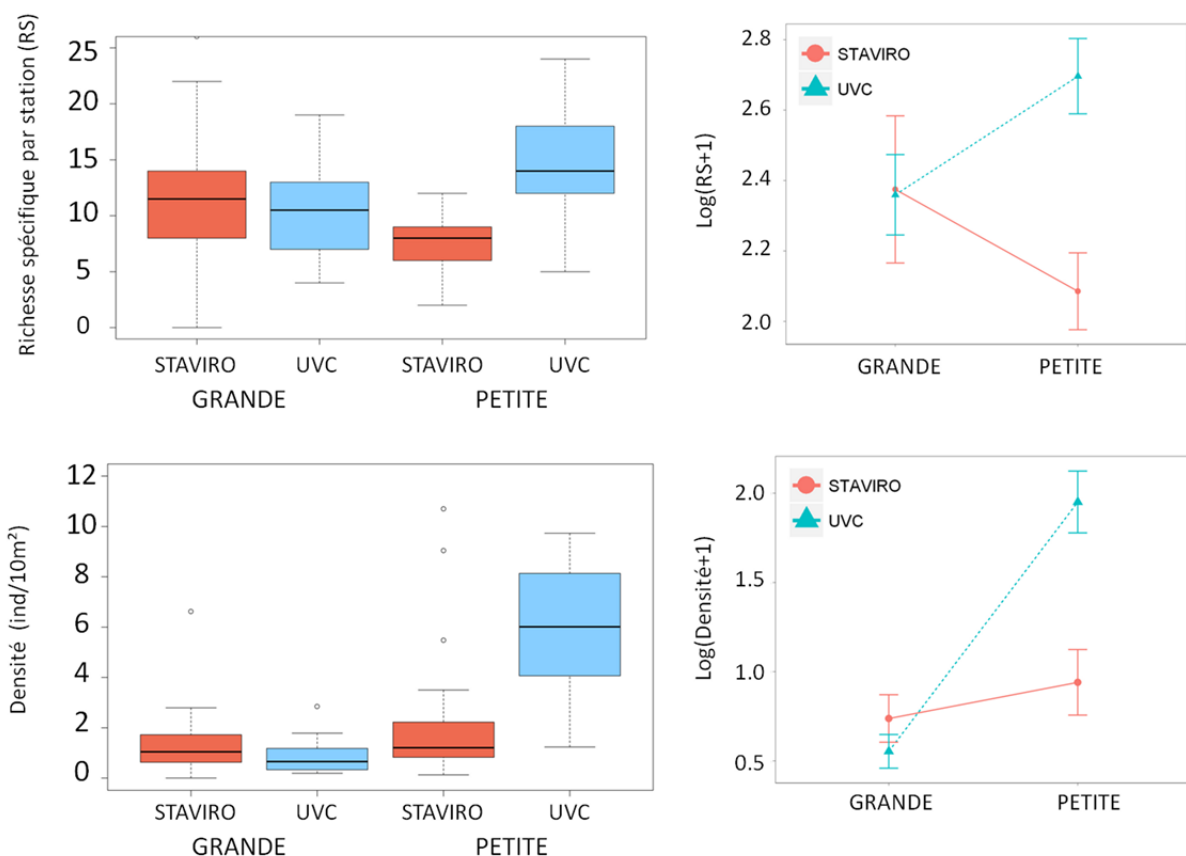 Richesse spécifique par station (RS)
25
20
15
10
5
0
STAVIRO UVC STAVIRO UVC
GRANDE PETITE
Log(RS+1)
2.8
2.6
2.4
2.2
2.0
STAVIRO
UVC
GRANDE PETITE
Densité (ind/10m²)
12
10
8
6
4
2
0
STAVIRO UVC STAVIRO UVC
GRANDE PETITE
Log(Densité+1)
2.0
1.5
1.0
0.5
STAVIRO
UVC
GRANDE PETITE